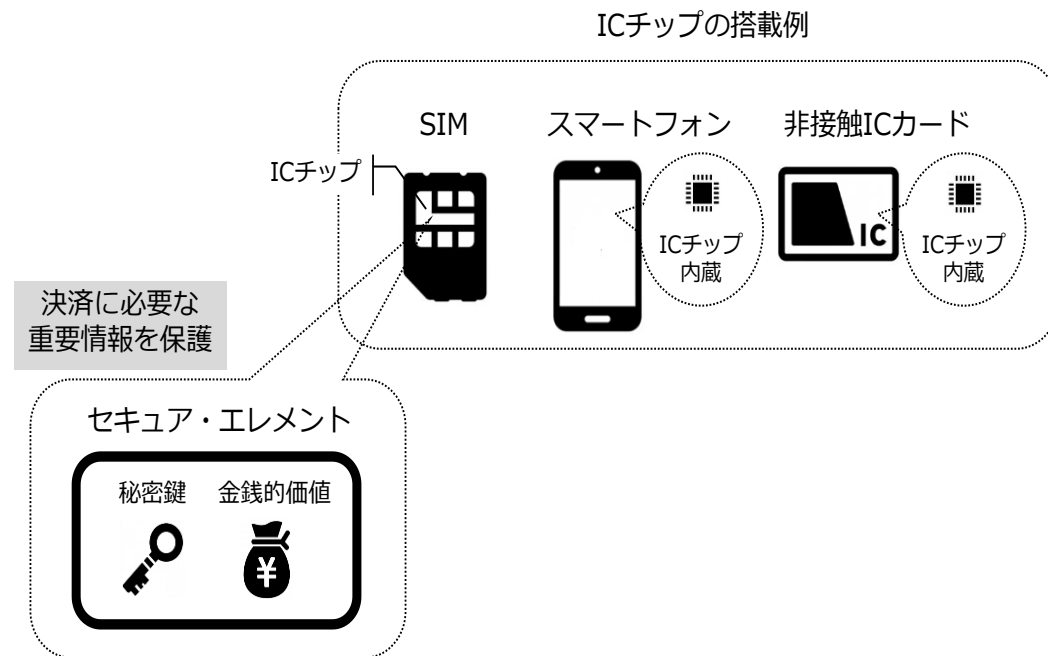 ICチップの搭載例
SIM
スマートフォン
非接触ICカード
ICチップ
ICチップ
内蔵
IC
ICチップ
内蔵
決済に必要な
重要情報を保護
セキュア・エレメント
秘密鍵
金銭的価値
¥